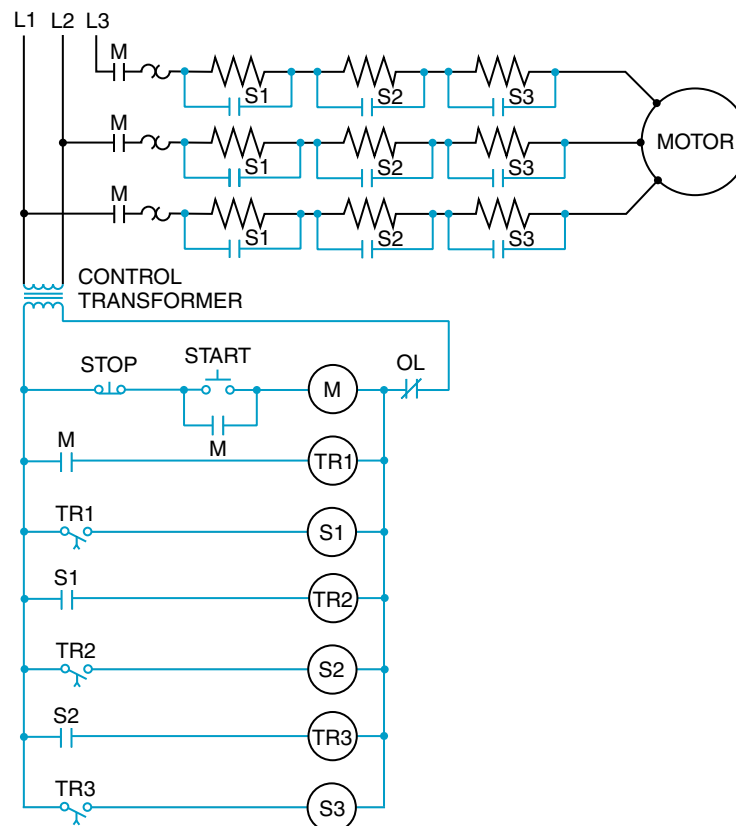 L1 L2 L3
M
S1 S2 S3
M
S1 S2 S3
MOTOR
M
S1 S2 S3
CONTROL
TRANSFORMER
STOP START OL
M
M
M
TR1
TR1
S1
S1
TR2
TR2
S2
S2
TR3
TR3
S3